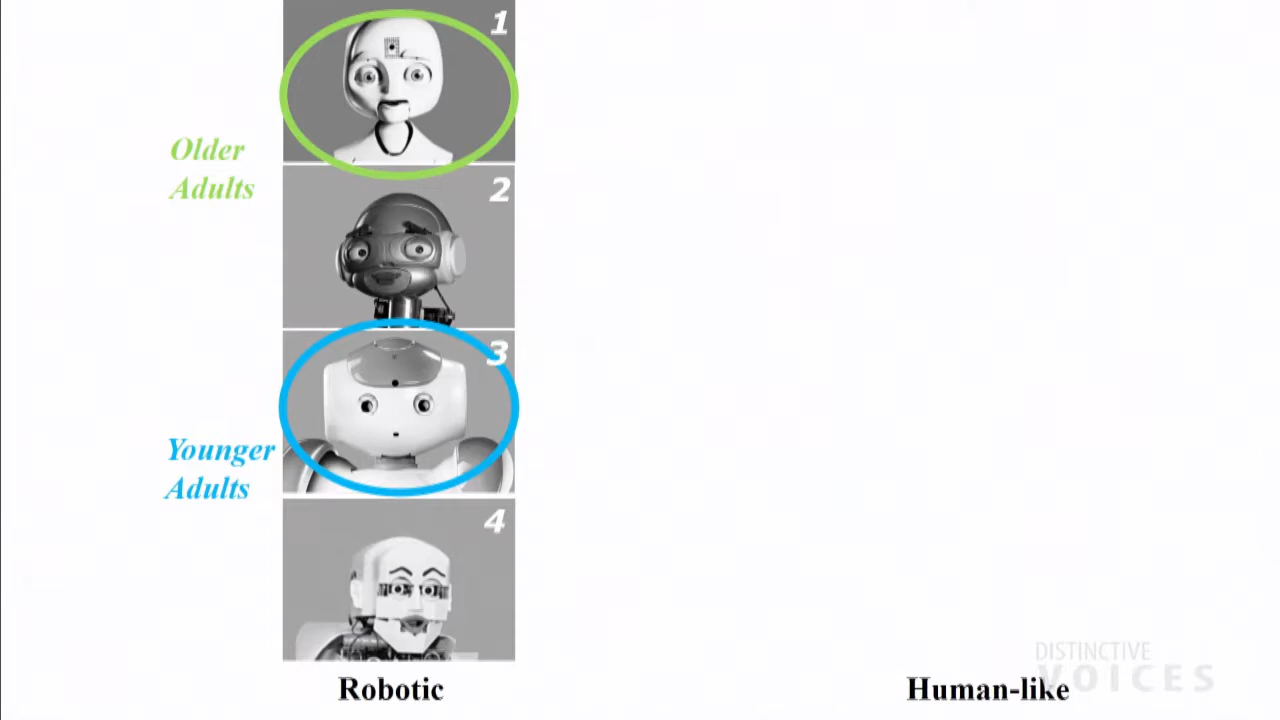 1
Older
Adults
2
3
Younger
Adults
4
Robotic
Human-like
DISTINCTIVE
VOICES